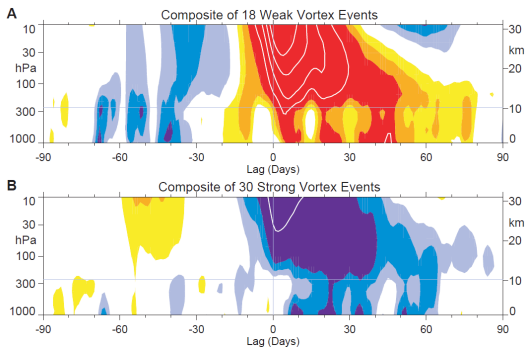 A
Composite of 18 Weak Vortex Events
10
30
hPa
100
300
1000
30
km
20
10
0
-90 -60 -30 0 30 60 90
Lag (Days)
B
Composite of 30 Strong Vortex Events
10
30
hPa
100
300
1000
30
km
20
10
0
-90 -60 -30 0 30 60 90
Lag (Days)